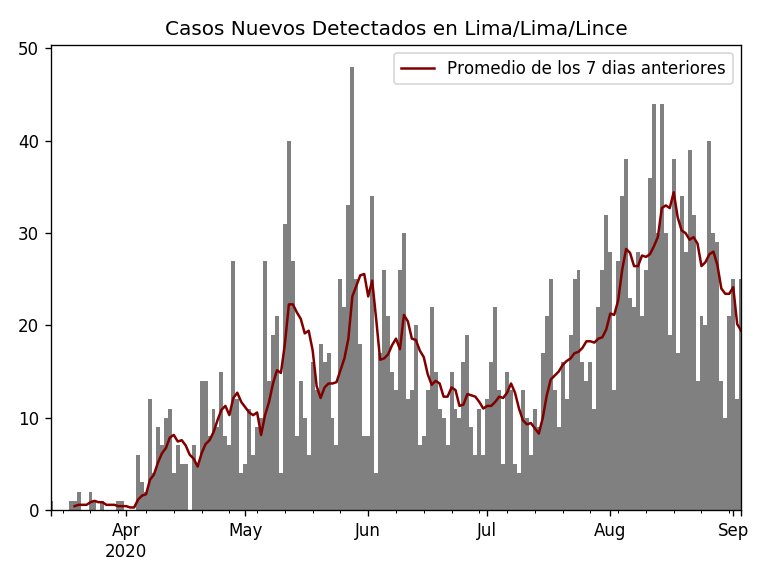 Casos Nuevos Detectados en Lima/Lima/Lince
Promedio de los 7 dias anteriores
50
40
30
20
10
0
Apr
2020
May
Jun
Jul
Aug
Sep